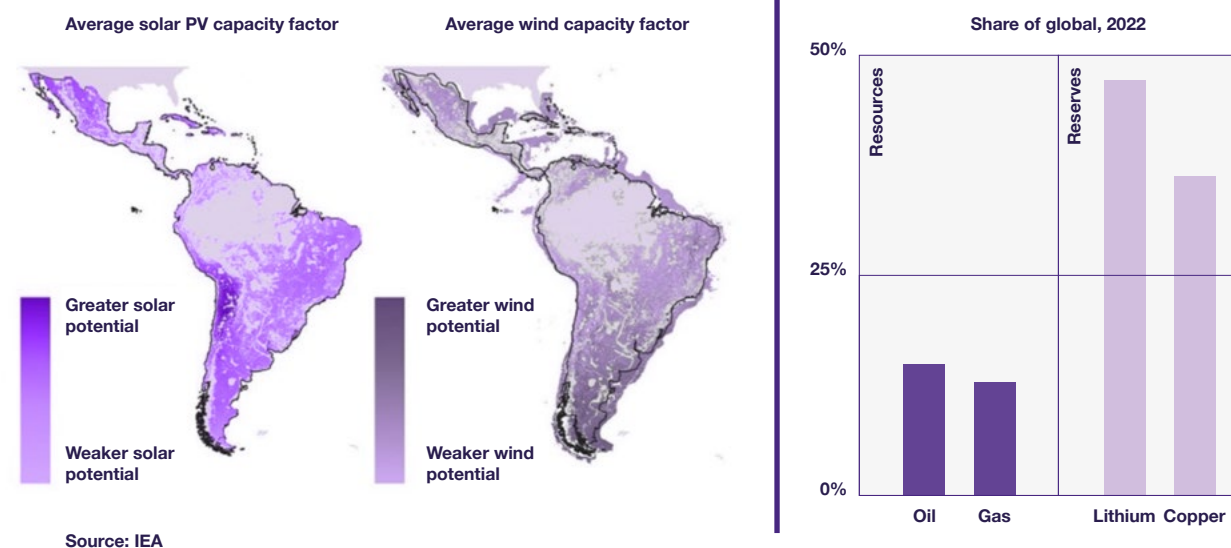 Average solar PV capacity factor
Greater solar
potential
Weaker solar
potential
Average wind capacity factor
Greater wind
potential
Weaker wind
potential
Source: IEA
Share of global, 2022
50%
25%
0%
Resources
Reserves
Oil
Gas
Lithium
Copper